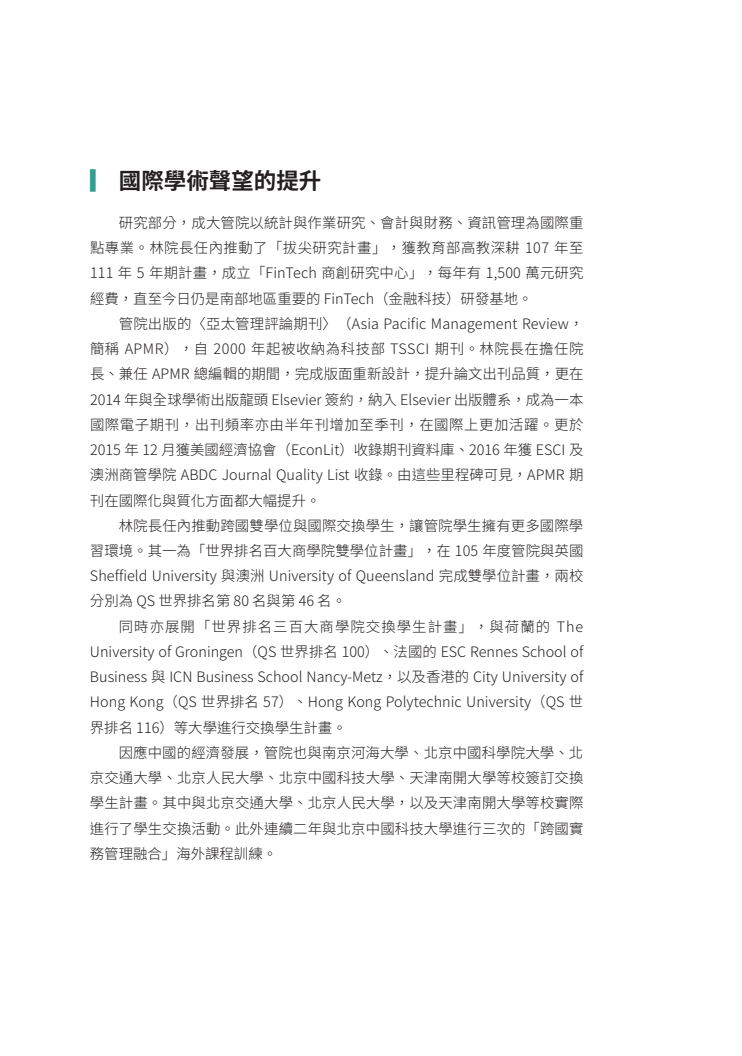 國際學術聲望的提升
研究部分，成大管院以統計與作業研究、會計與財務、資訊管理為國際重
點專業。林院長任內推動了「拔尖研究計畫」，獲教育部高教深耕 107 年至
111 年 5 年期計畫，成立「FinTech 商創研究中心」，每年有 1,500 萬元研究
經費，直至今日仍是南部地區重要的 FinTech（金融科技）研發基地。
管院出版的〈亞太管理評論期刊〉（Asia Pacific Management Review，
簡稱 APMR），自 2000 年起被收納為科技部 TSSCI 期刊。林院長在擔任院
長、兼任 APMR 總編輯的期間，完成版面重新設計，提升論文出刊品質，更在
2014 年與全球學術出版龍頭 Elsevier 簽約，納入 Elsevier 出版體系，成為一本
國際電子期刊，出刊頻率亦由半年刊增加至季刊，在國際上更加活躍。更於
2015 年 12 月獲美國經濟協會（EconLit）收錄期刊資料庫、2016 年獲 ESCI 及
澳洲商管學院 ABDC Journal Quality List 收錄。由這些里程碑可見，APMR 期
刊在國際化與質化方面都大幅提升。
林院長任內推動跨國雙學位與國際交換學生，讓管院學生擁有更多國際學
習環境。其一為「世界排名百大商學院雙學位計畫」，在 105 年度管院與英國
Sheffield University 與澳洲 University of Queensland 完成雙學位計畫，兩校
分別為 QS 世界排名第 80 名與第 46 名。
同時亦展開「世界排名三百大商學院交換學生計畫」，與荷蘭的 The
University of Groningen（QS 世界排名 100）、法國的 ESC Rennes School of
Business 與 ICN Business School Nancy-Metz，以及香港的 City University of
Hong Kong（QS 世界排名 57）、Hong Kong Polytechnic University（QS 世
界排名 116）等大學進行交換學生計畫。
因應中國的經濟發展，管院也與南京河海大學、北京中國科學院大學、北
京交通大學、北京人民大學、北京中國科技大學、天津南開大學等校簽訂交換
學生計畫。其中與北京交通大學、北京人民大學，以及天津南開大學等校實際
進行了學生交換活動。此外連續二年與北京中國科技大學進行三次的「跨國實
務管理融合」海外課程訓練。